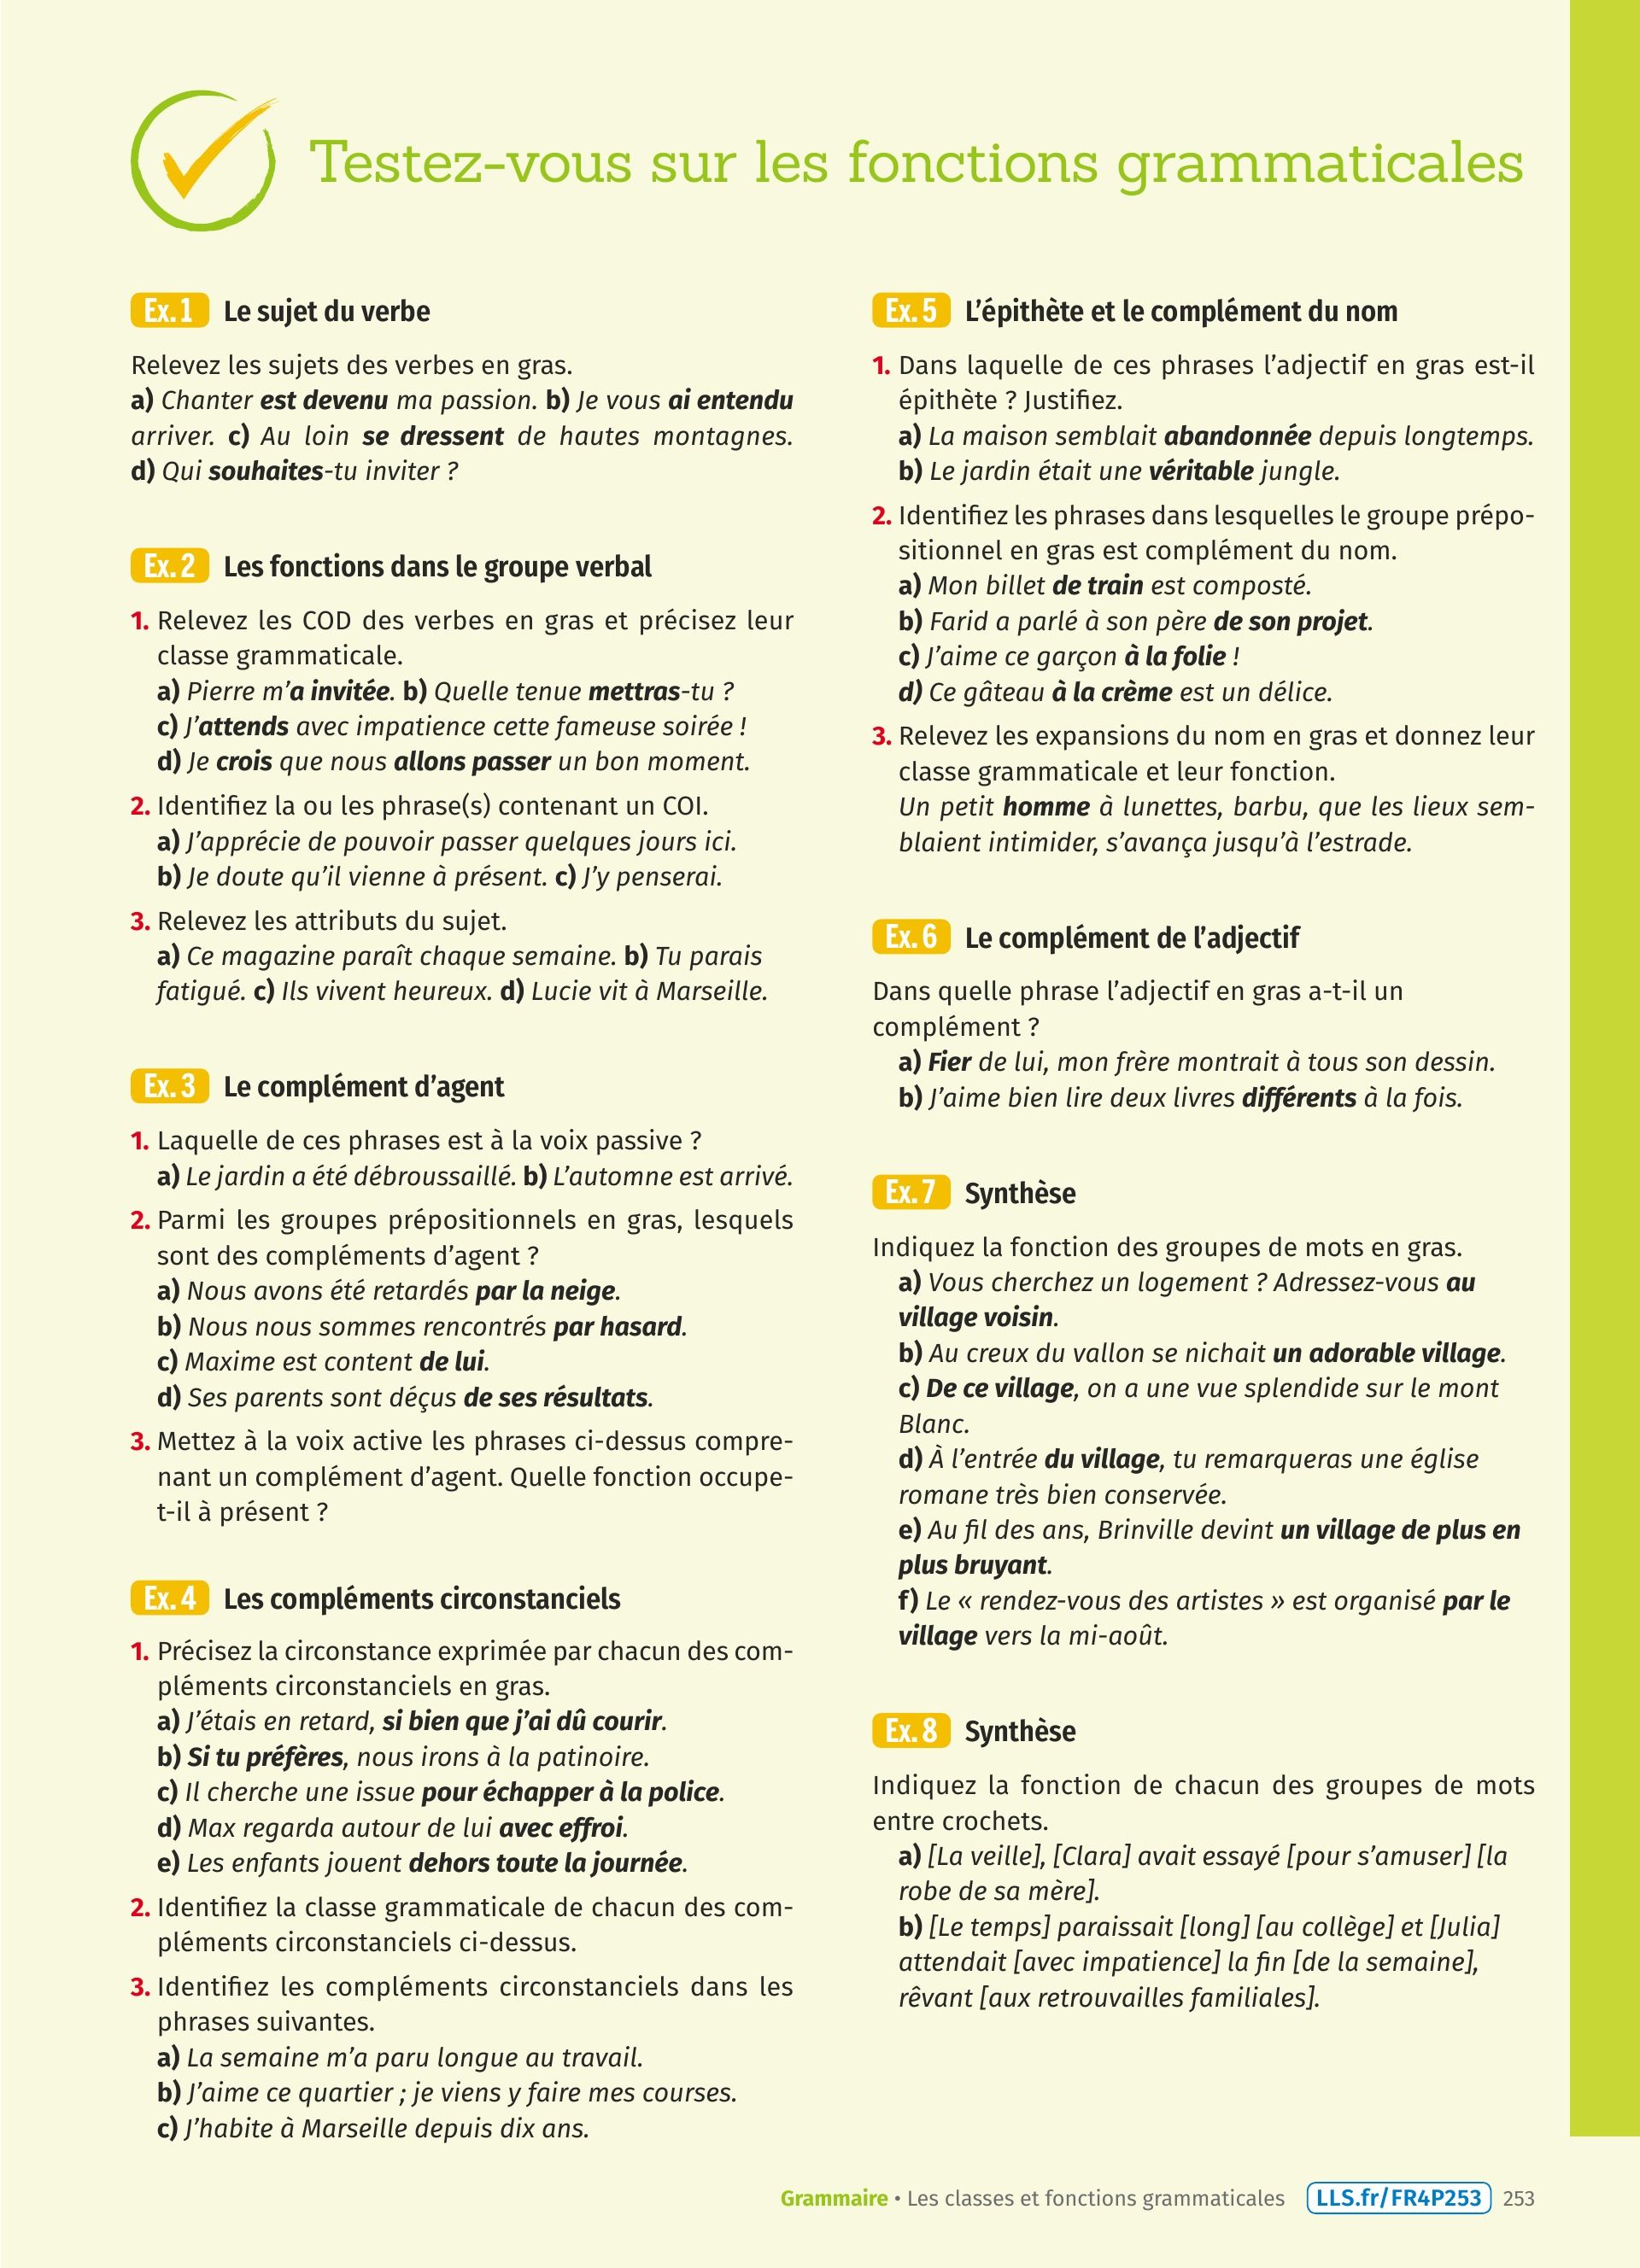 Testez-vous sur les fonctions grammaticales
Ex. 1 Le sujet du verbe
Relevez les sujets des verbes en gras.
a) Chanter est devenu ma passion. b) Je vous ai entendu
arriver. c) Au loin se dressent de hautes montagnes.
d) Qui souhaites-tu inviter ?
Ex. 2 Les fonctions dans le groupe verbal
1. Relevez les COD des verbes en gras et précisez leur
classe grammaticale.
a) Pierre m’a invitée. b) Quelle tenue mettras-tu ?
c) J’attends avec impatience cette fameuse soirée !
d) Je crois que nous allons passer un bon moment.
2. Identifiez la ou les phrase(s) contenant un COI.
a) J’apprécie de pouvoir passer quelques jours ici.
b) Je doute qu’il vienne à présent. c) J’y penserai.
3. Relevez les attributs du sujet.
a) Ce magazine paraît chaque semaine. b) Tu parais
fatigué. c) Ils vivent heureux. d) Lucie vit à Marseille.
Ex. 3 Le complément d’agent
1. Laquelle de ces phrases est à la voix passive ?
a) Le jardin a été débroussaillé. b) L’automne est arrivé.
2. Parmi les groupes prépositionnels en gras, lesquels
sont des compléments d’agent ?
a) Nous avons été retardés par la neige.
b) Nous nous sommes rencontrés par hasard.
c) Maxime est content de lui.
d) Ses parents sont déçus de ses résultats.
3. Mettez à la voix active les phrases ci-dessus compre-
nant un complément d’agent. Quelle fonction occupe-
t-il à présent ?
Ex. 4 Les compléments circonstanciels
1. Précisez la circonstance exprimée par chacun des com-
pléments circonstanciels en gras.
a) J’étais en retard, si bien que j’ai dû courir.
b) Si tu préfères, nous irons à la patinoire.
c) Il cherche une issue pour échapper à la police.
d) Max regarda autour de lui avec effroi.
e) Les enfants jouent dehors toute la journée.
2. Identifiez la classe grammaticale de chacun des com-
pléments circonstanciels ci-dessus.
3. Identifiez les compléments circonstanciels dans les
phrases suivantes.
a) La semaine m’a paru longue au travail.
b) J’aime ce quartier ; je viens y faire mes courses.
c) J’habite à Marseille depuis dix ans.
Ex. 5 L’épithète et le complément du nom
1. Dans laquelle de ces phrases l’adjectif en gras est-il
épithète ? Justifiez.
a) La maison semblait abandonnée depuis longtemps.
b) Le jardin était une véritable jungle.
2. Identifiez les phrases dans lesquelles le groupe prépo-
sitionnel en gras est complément du nom.
a) Mon billet de train est composté.
b) Farid a parlé à son père de son projet.
c) J’aime ce garçon à la folie !
d) Ce gâteau à la crème est un délice.
3. Relevez les expansions du nom en gras et donnez leur
classe grammaticale et leur fonction.
Un petit homme à lunettes, barbu, que les lieux sem-
blaient intimider, s’avança jusqu’à l’estrade.
Ex. 6 Le complément de l’adjectif
Dans quelle phrase l’adjectif en gras a-t-il un
complément ?
a) Fier de lui, mon frère montrait à tous son dessin.
b) J’aime bien lire deux livres différents à la fois.
Ex. 7 Synthèse
Indiquez la fonction des groupes de mots en gras.
a) Vous cherchez un logement ? Adressez-vous au
village voisin.
b) Au creux du vallon se nichait un adorable village.
c) De ce village, on a une vue splendide sur le mont
Blanc.
d) À l’entrée du village, tu remarqueras une église
romane très bien conservée.
e) Au fil des ans, Brinville devint un village de plus en
plus bruyant.
f) Le « rendez-vous des artistes » est organisé par le
village vers la mi-août.
Ex. 8 Synthèse
Indiquez la fonction de chacun des groupes de mots
entre crochets.
a) [La veille], [Clara] avait essayé [pour s’amuser] [la
robe de sa mère].
b) [Le temps] paraissait [long] [au collège] et [Julia]
attendait [avec impatience] la fin [de la semaine],
rêvant [aux retrouvailles familiales].
Grammaire • Les classes et fonctions grammaticales LLS.fr/FR4P253 253